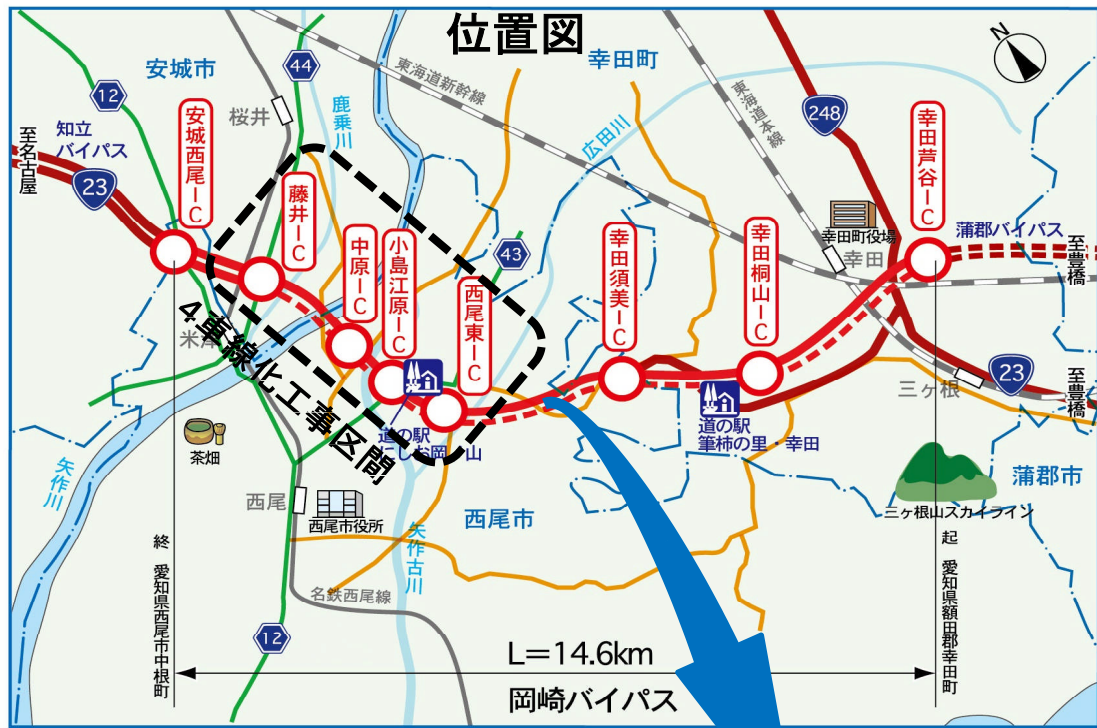 位置図
N
安城市
幸田町
12
44
東海道新幹線
東海道本線
248
知立
バイパス
桜井
鹿乗川
広田川
至名古屋
23
安城西尾IC
藤井IC
中原IC
小島江原IC
西尾東IC
43
幸田須美IC
幸田桐山IC
幸田芦谷IC
幸田町役場
幸田
蒲郡バイパス
至豊橋
4車線化工事区間
米津
道の駅
にしお岡ノ山
道の駅
筆柿の里・幸田
三ヶ根
23
至豊橋
茶畑
矢作川
西尾
西尾市役所
西尾市
矢作古川
蒲郡市
三ヶ根山スカイライン
名鉄西尾線
12
終 愛知県西尾市中根町
起 愛知県額田郡幸田町
L=14.6km
岡崎バイパス